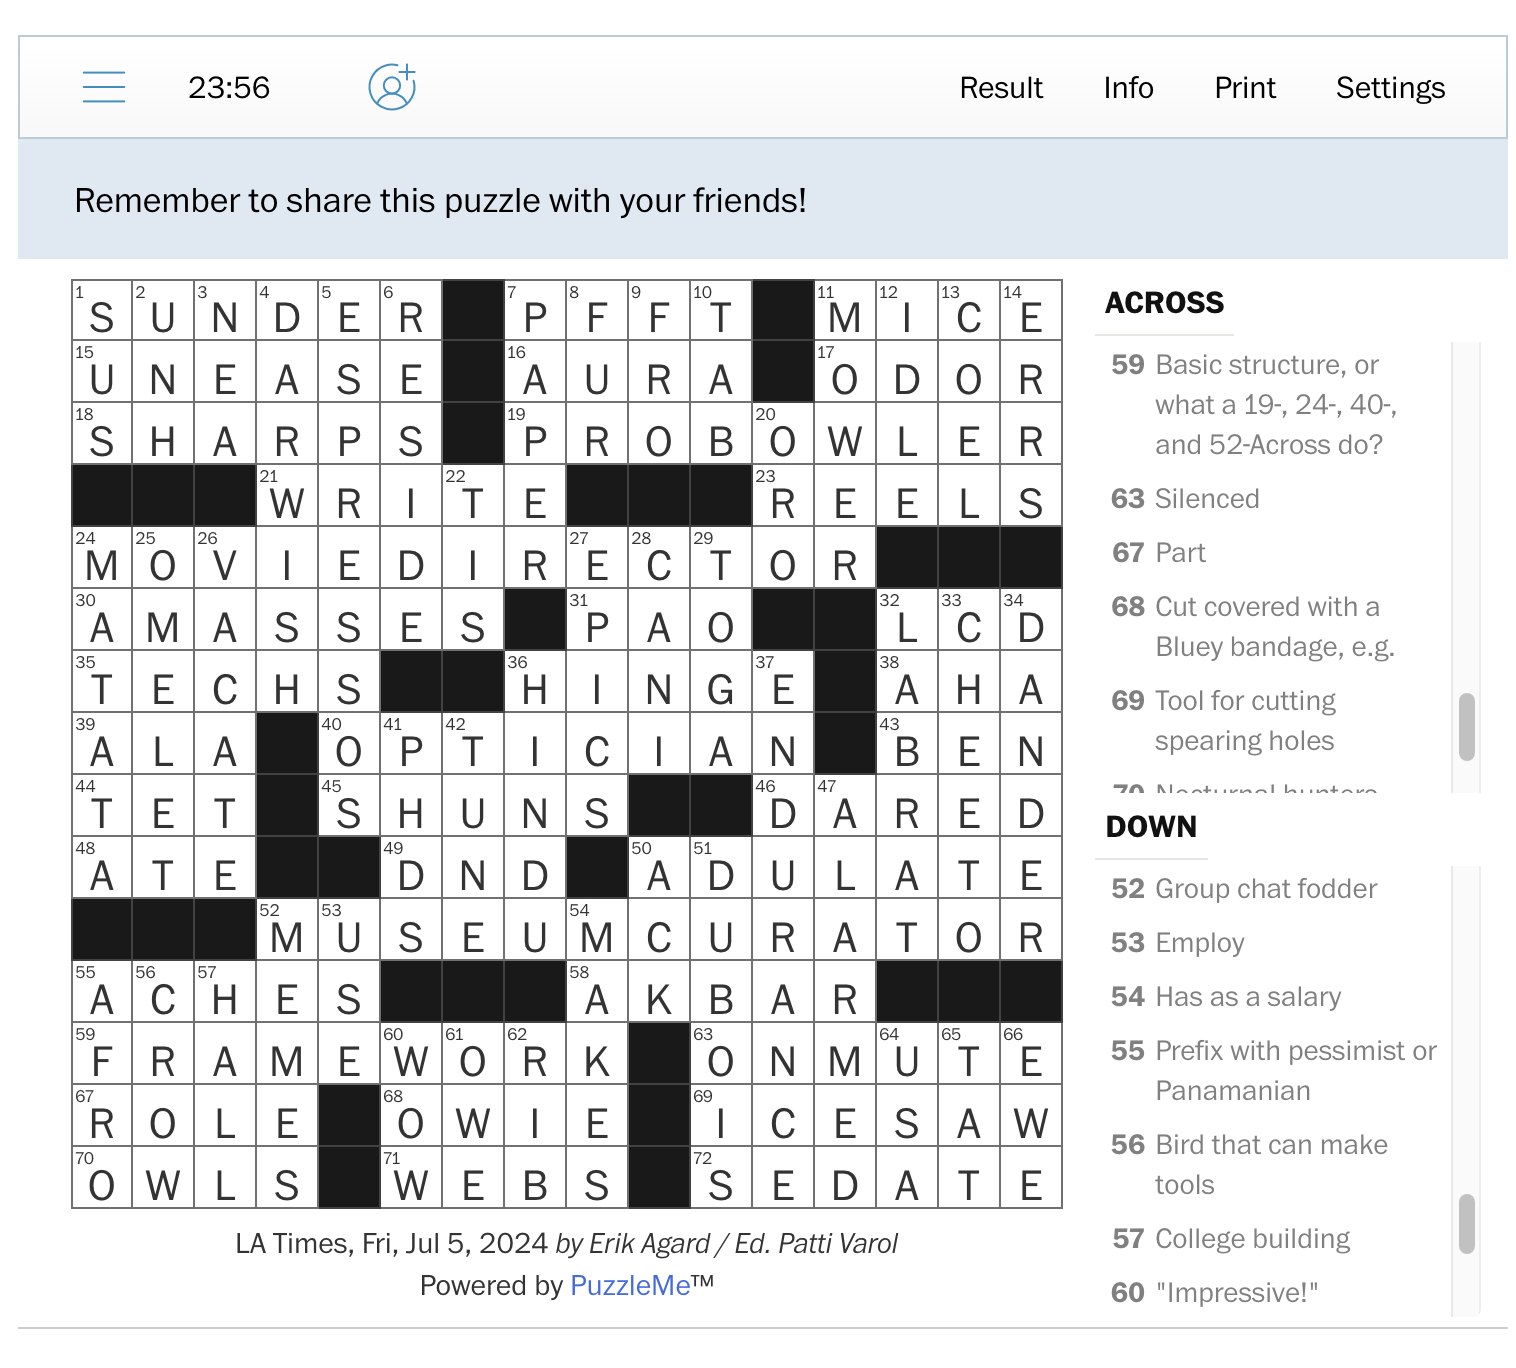 23:56 Result Info Print Settings
Remember to share this puzzle with your friends!
1 S 2 U 3 N 4 D 5 E 6 R 7 P 8 F 9 F 10 T 11 M 12 I 13 C 14 E
15 U N E A S E 16 A U R A 17 O D O R
18 S H A R P S 19 P R O B 20 O W L E R
21 W R I 22 T E 23 R E E L S
24 M 25 O 26 V I E D I R 27 E 28 C 29 T O R
30 A M A S S E S 31 P A O 32 L 33 C 34 D
35 T E C H S 36 H I N G 37 E 38 A H A
39 A L A 40 O 41 P 42 T I C I A N 43 B E N
44 T E T 45 S H U N S 46 D 47 A R E D
48 A T E 49 D N D 50 A 51 D U L A T E
52 M 53 U S E U 54 M C U R A T O R
55 A 56 C 57 H E S 58 A K B A R
59 F R A M E 60 W 61 O 62 R K 63 O N M 64 U 65 T 66 E
67 R O L E 68 O W I E 69 I C E S A W
70 O W L S 71 W E B S 72 S E D A T E
LA Times, Fri, Jul 5, 2024 by Erik Agard / Ed. Patti Varol
Powered by PuzzleMe™
ACROSS
59 Basic structure, or
what a 19-, 24-, 40-,
and 52-Across do?
63 Silenced
67 Part
68 Cut covered with a
Bluey bandage, e.g.
69 Tool for cutting
spearing holes
70 Nocturnal hunters
DOWN
52 Group chat fodder
53 Employ
54 Has as a salary
55 Prefix with pessimist or
Panamanian
56 Bird that can make
tools
57 College building
60 "Impressive!"